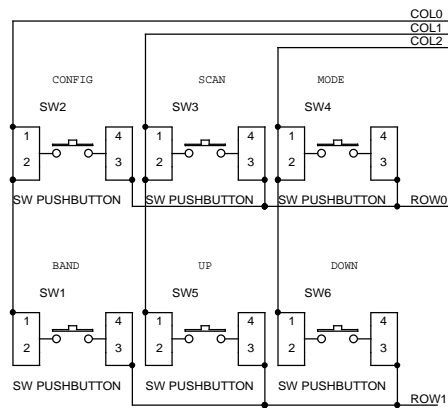 COL0
COL1
COL2
CONFIG SCAN MODE
SW2 SW3 SW4
1 4 1 4 1 4
2 3 2 3 2 3
SW PUSHBUTTON SW PUSHBUTTON SW PUSHBUTTON ROW0
BAND UP DOWN
SW1 SW5 SW6
1 4 1 4 1 4
2 3 2 3 2 3
SW PUSHBUTTON SW PUSHBUTTON SW PUSHBUTTON ROW1